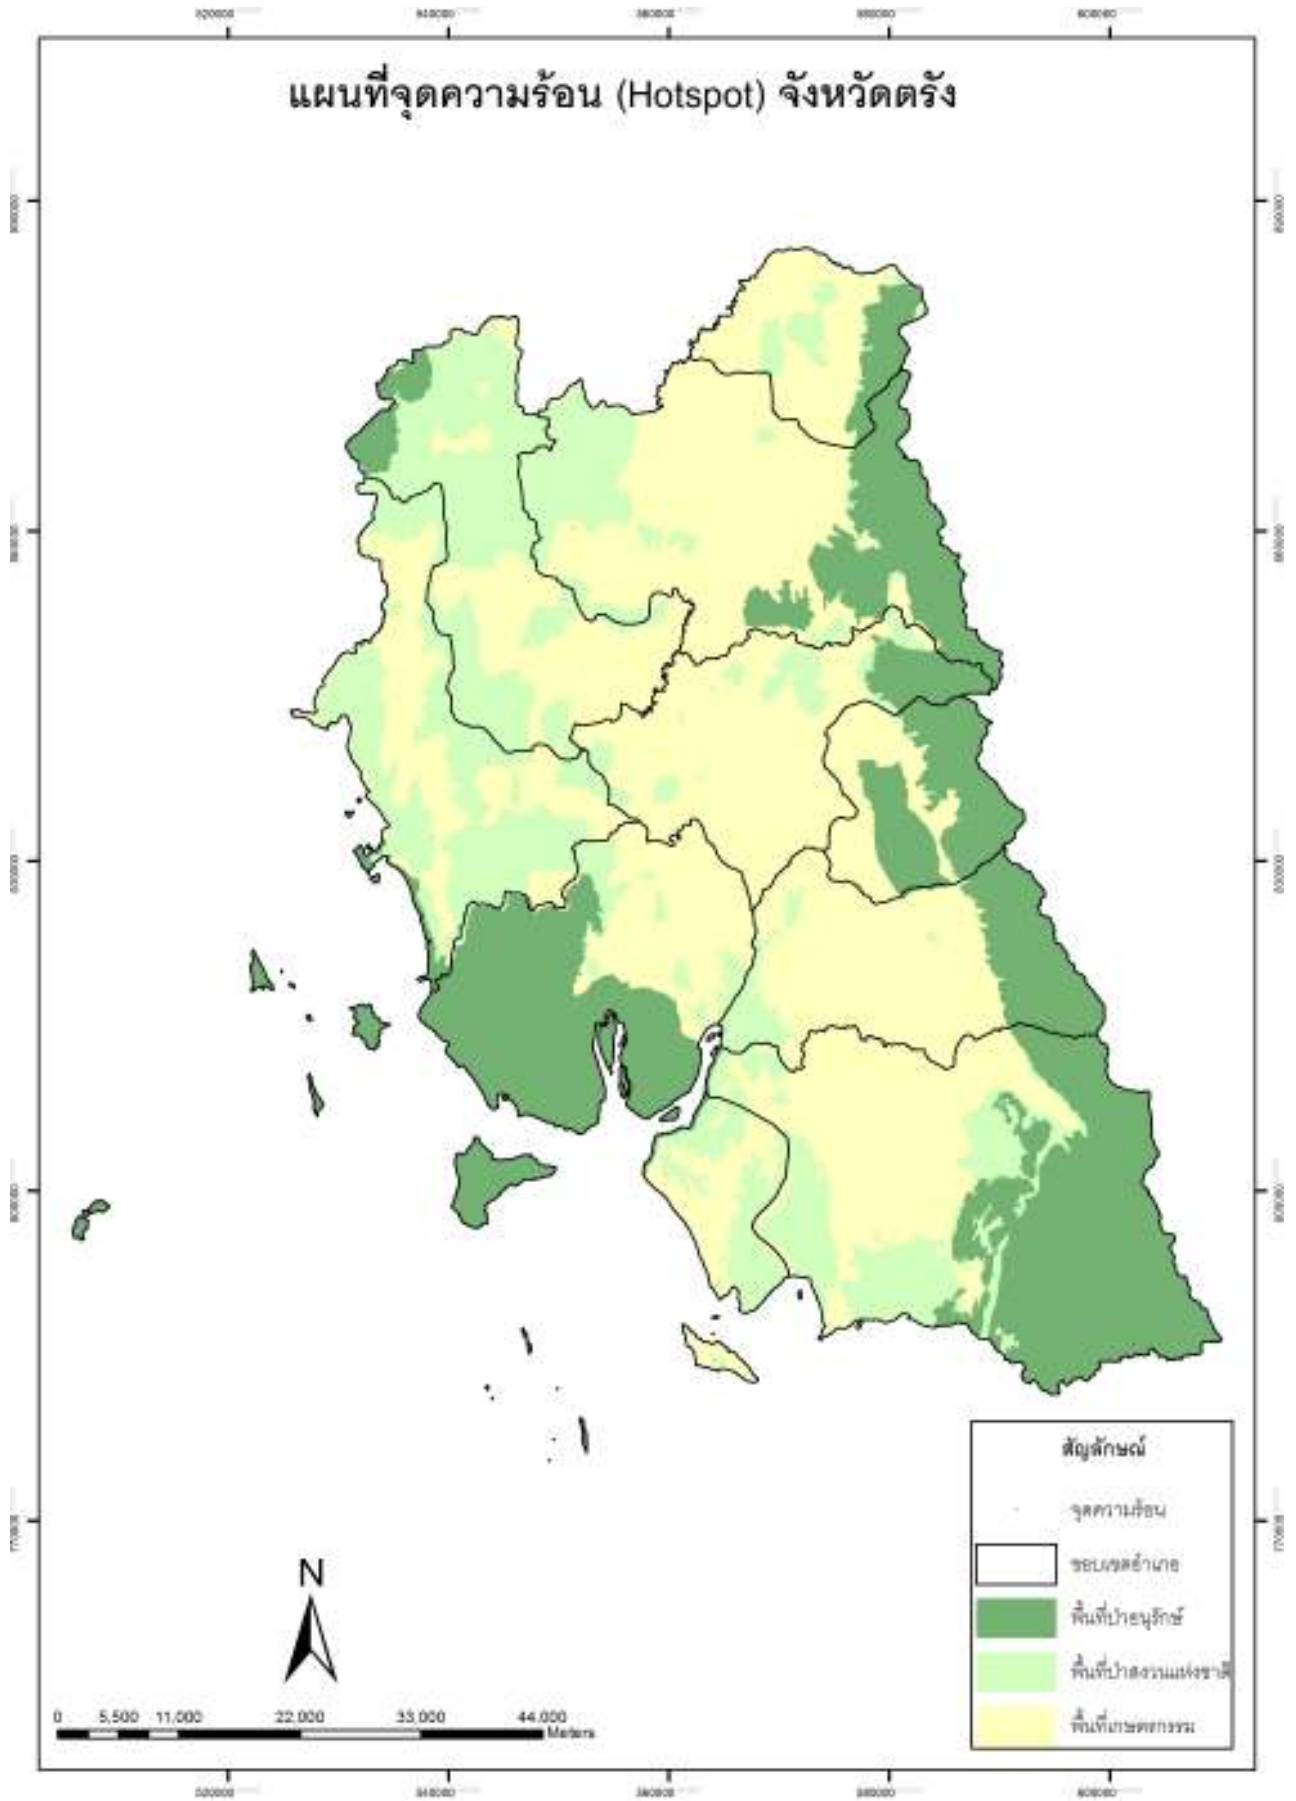 แผนที่จุดความร้อน (Hotspot) จังหวัดตรัง
สัญลักษณ์
จุดความร้อน
ขอบเขตอำเภอ
พื้นที่ป่าอนุรักษ์
พื้นที่ป่าสงวนแห่งชาติ
พื้นที่เกษตรกรรม
N
0 5,500 11,000 22,000 33,000 44,000
Meters